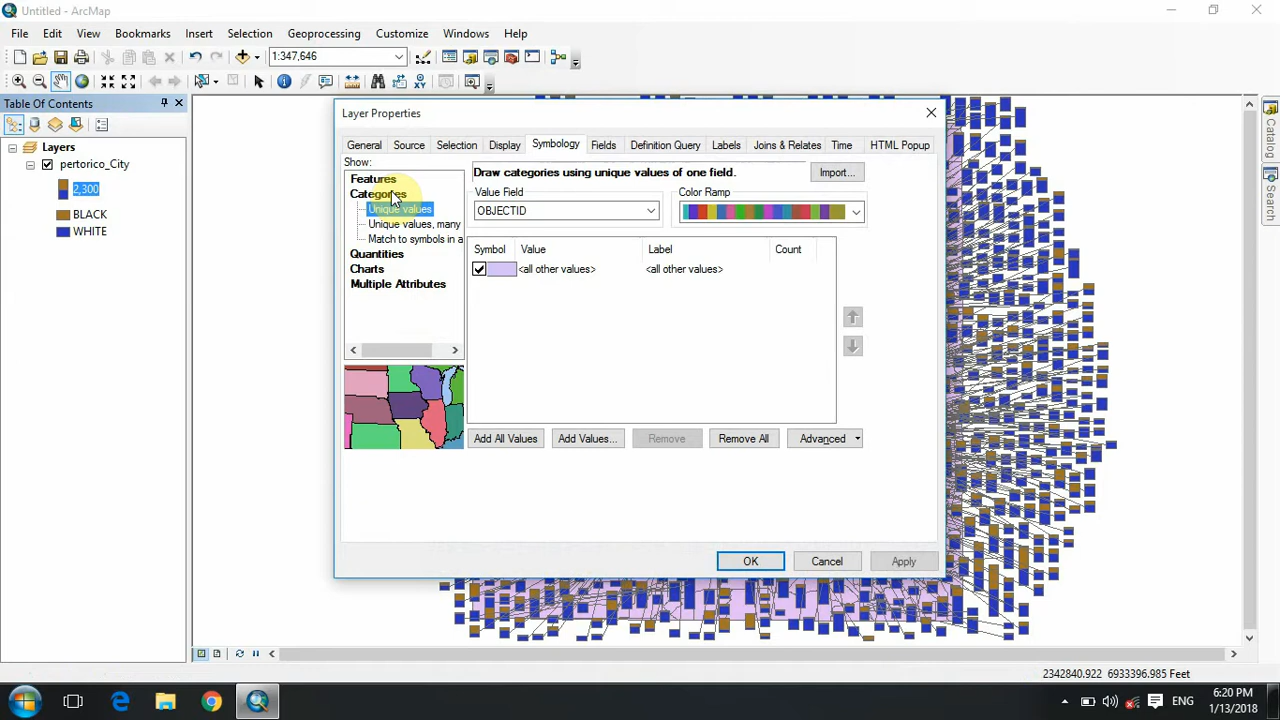 Untitled - ArcMap
File Edit View Bookmarks Insert Selection Geoprocessing Customize Windows Help
1:347,646
Table Of Contents
Layers
pertorico_City
2,300
BLACK
WHITE
Layer Properties
General Source Selection Display Symbology Fields Definition Query Labels Joins & Relates Time HTML Popup
Show:
Features
Categories
Unique values
Unique values, many
Match to symbols in a
Quantities
Charts
Multiple Attributes
Draw categories using unique values of one field.
Import...
Value Field
Color Ramp
OBJECTID
Symbol Value Label Count
<all other values> <all other values>
Add All Values Add Values... Remove Remove All Advanced
OK Cancel Apply
Catalog
Search
2342840.922 6933396.985 Feet
ENG
6:20 PM
1/13/2018